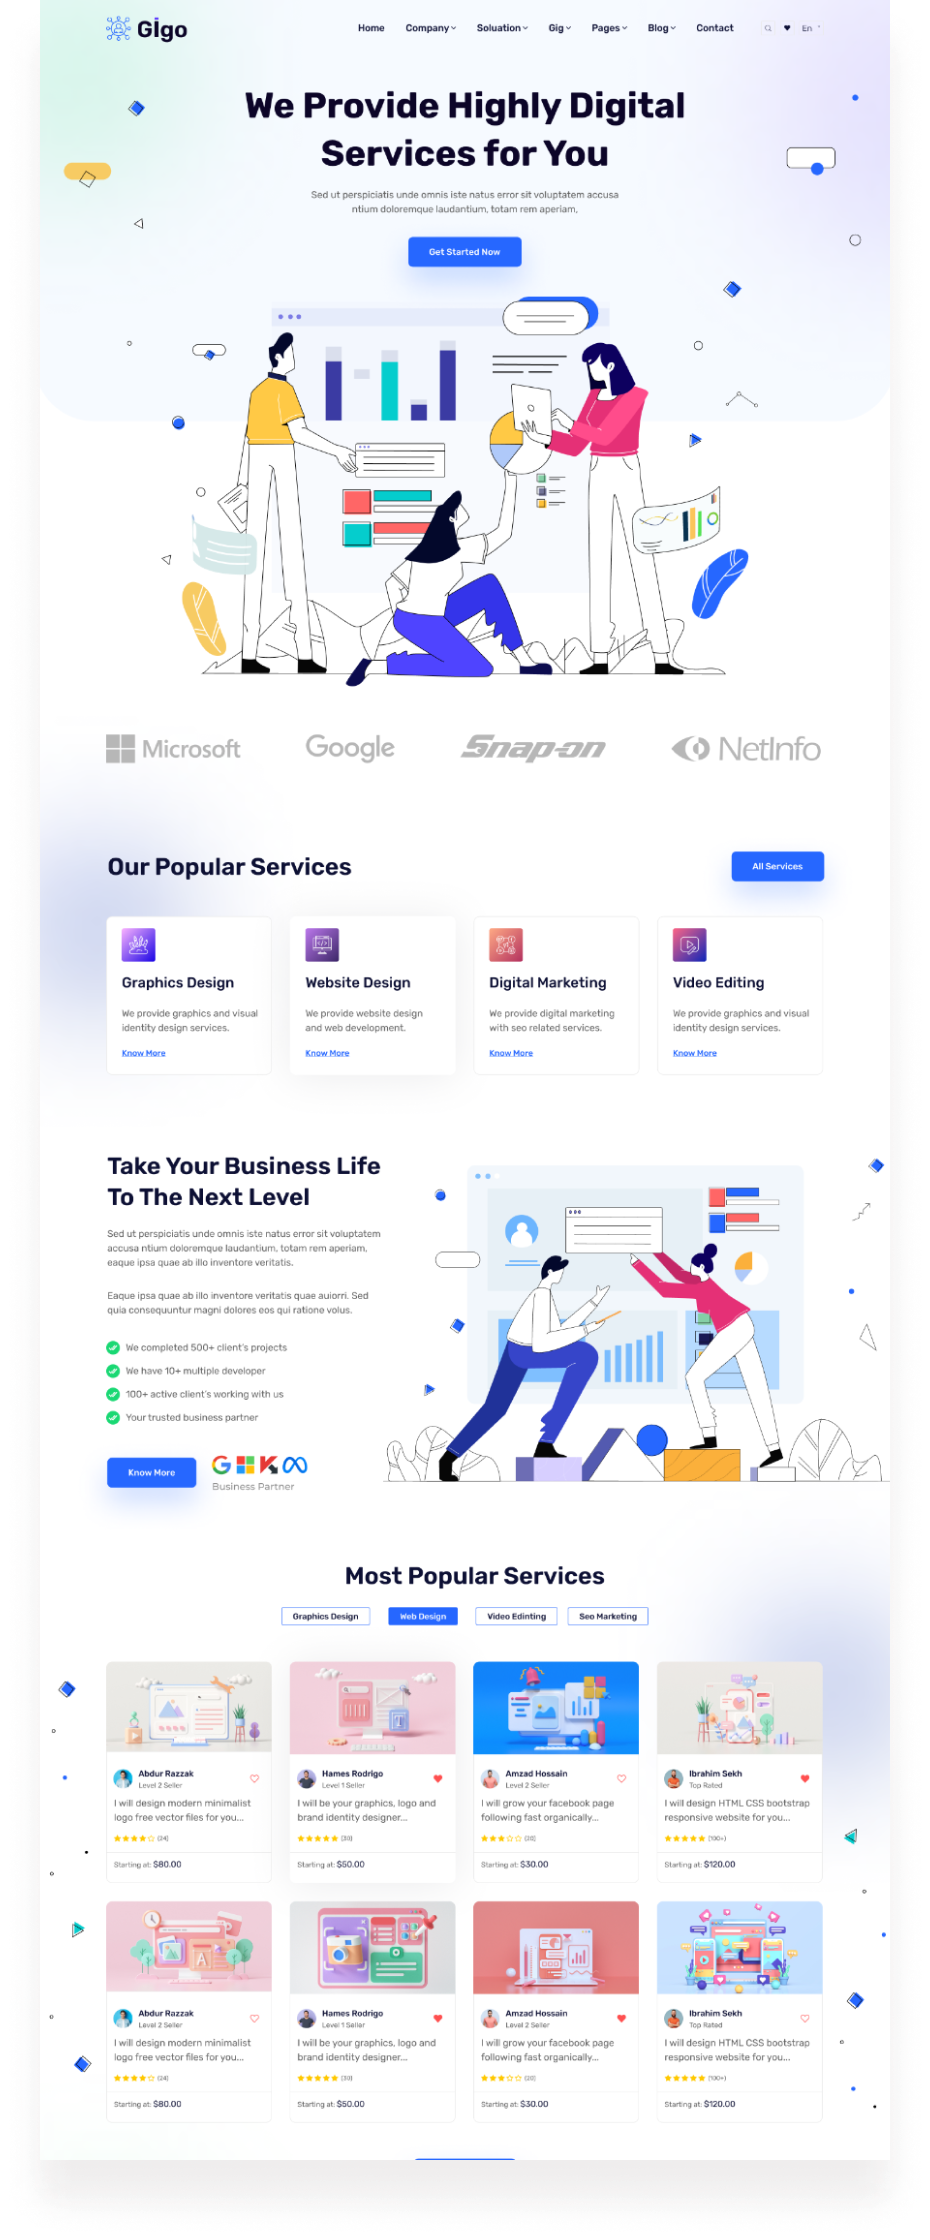 Gigo
Home Company Soluation Gig Pages Blog Contact En
We Provide Highly Digital
Services for You
Sed ut perspiciatis unde omnis iste natus error sit voluptatem accusa
ntium doloremque laudantium, totam rem aperiam,
Get Started Now
Microsoft Google Snap-on NetInfo
Our Popular Services
All Services
Graphics Design
We provide graphics and visual
identity design services.
Know More
Website Design
We provide website design
and web development.
Know More
Digital Marketing
We provide digital marketing
with seo related services.
Know More
Video Editing
We provide graphics and visual
identity design services.
Know More
Take Your Business Life
To The Next Level
Sed ut perspiciatis unde omnis iste natus error sit voluptatem
accusa ntium doloremque laudantium, totam rem aperiam,
eaque ipsa quae ab illo inventore veritatis.
Eaque ipsa quae ab illo inventore veritatis quae auiorri. Sed
quia consequuntur magni dolores eos qui ratione volus.
We completed 500+ client's projects
We have 10+ multiple developer
100+ active client's working with us
Your trusted business partner
Know More
Business Partner
Most Popular Services
Graphics Design Web Design Video Edinting Seo Marketing
Abdur Razzak
Level 2 Seller
I will design modern minimalist
logo free vector files for you...
(24)
Starting at: $80.00
Hames Rodrigo
Level 1 Seller
I will be your graphics, logo and
brand identity designer...
(30)
Starting at: $50.00
Amzad Hossain
Level 2 Seller
I will grow your facebook page
following fast organically...
(20)
Starting at: $30.00
Ibrahim Sekh
Top Rated
I will design HTML CSS bootstrap
responsive website for you...
(100+)
Starting at: $120.00
Abdur Razzak
Level 2 Seller
I will design modern minimalist
logo free vector files for you...
(24)
Starting at: $80.00
Hames Rodrigo
Level 1 Seller
I will be your graphics, logo and
brand identity designer...
(30)
Starting at: $50.00
Amzad Hossain
Level 2 Seller
I will grow your facebook page
following fast organically...
(20)
Starting at: $30.00
Ibrahim Sekh
Top Rated
I will design HTML CSS bootstrap
responsive website for you...
(100+)
Starting at: $120.00